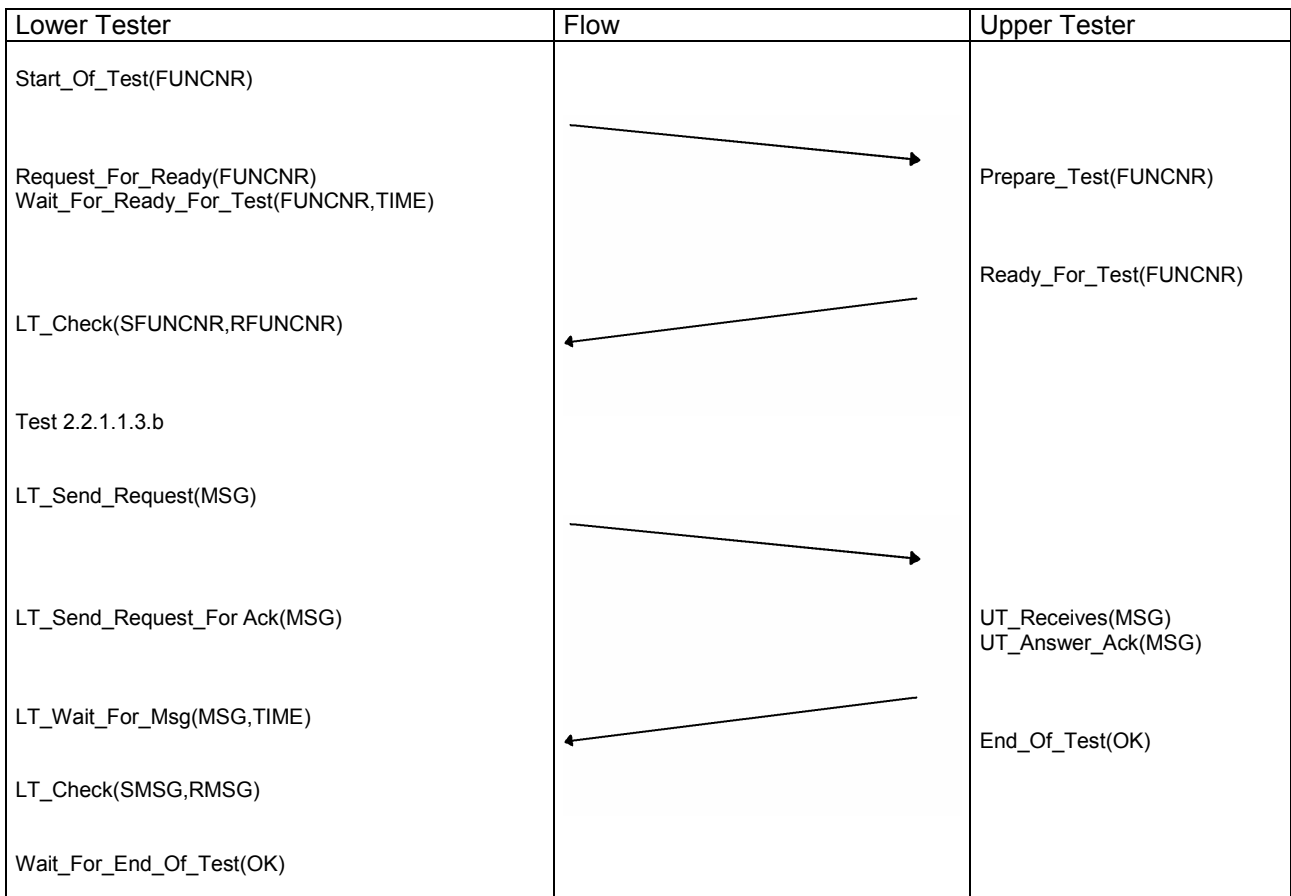 Lower Tester
Flow
Upper Tester
Start_Of_Test(FUNCNR)
Request_For_Ready(FUNCNR)
Prepare_Test(FUNCNR)
Wait_For_Ready_For_Test(FUNCNR,TIME)
Ready_For_Test(FUNCNR)
LT_Check(SFUNCNR,RFUNCNR)
Test 2.2.1.1.3.b
LT_Send_Request(MSG)
LT_Send_Request_For Ack(MSG)
UT_Receives(MSG)
UT_Answer_Ack(MSG)
LT_Wait_For_Msg(MSG,TIME)
End_Of_Test(OK)
LT_Check(SMSG,RMSG)
Wait_For_End_Of_Test(OK)